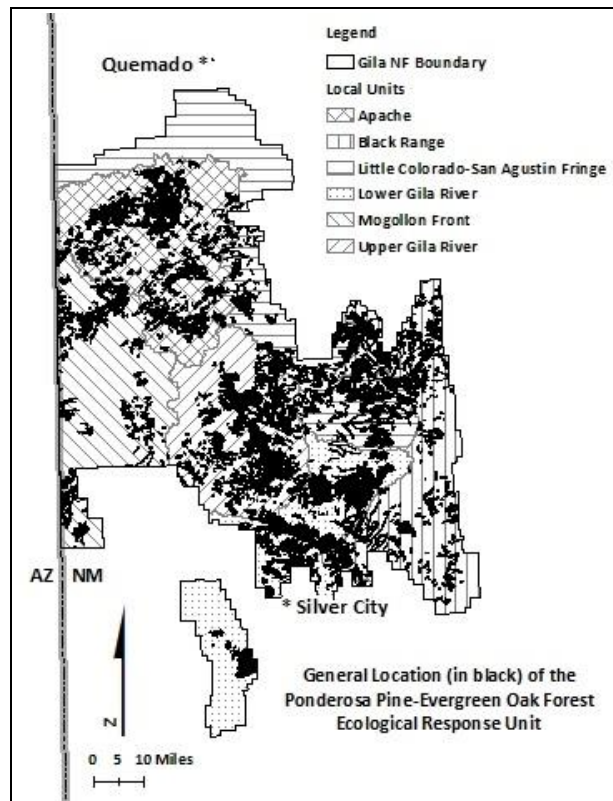 Quemado *
Legend
Gila NF Boundary
Local Units
Apache
Black Range
Little Colorado-San Agustin Fringe
Lower Gila River
Mogollon Front
Upper Gila River
AZ NM
* Silver City
N
General Location (in black) of the
Ponderosa Pine-Evergreen Oak Forest
Ecological Response Unit
0 5 10 Miles